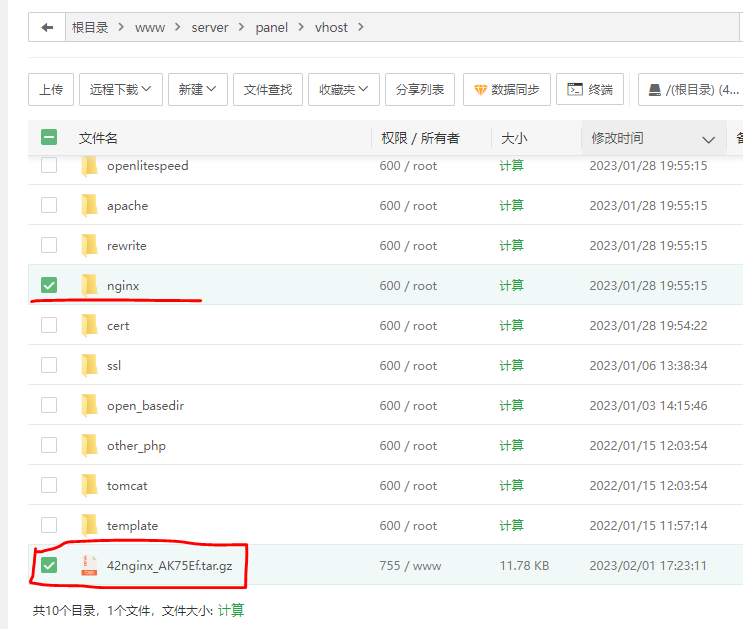 根目录 www server panel vhost
上传 远程下载 新建 文件查找 收藏夹 分享列表 数据同步 终端 /(根目录) (4...
文件名 权限 / 所有者 大小 修改时间
openlitespeed 600 / root 计算 2023/01/28 19:55:15
apache 600 / root 计算 2023/01/28 19:55:15
rewrite 600 / root 计算 2023/01/28 19:55:15
nginx 600 / root 计算 2023/01/28 19:55:15
cert 600 / root 计算 2023/01/28 19:54:22
ssl 600 / root 计算 2023/01/06 13:38:34
open_basedir 600 / root 计算 2023/01/03 14:15:46
other_php 600 / root 计算 2022/01/15 12:03:54
tomcat 600 / root 计算 2022/01/15 12:03:54
template 600 / root 计算 2022/01/15 11:57:14
42nginx_AK75Ef.tar.gz 755 / www 11.78 KB 2023/02/01 17:23:11
共10个目录，1个文件，文件大小: 计算